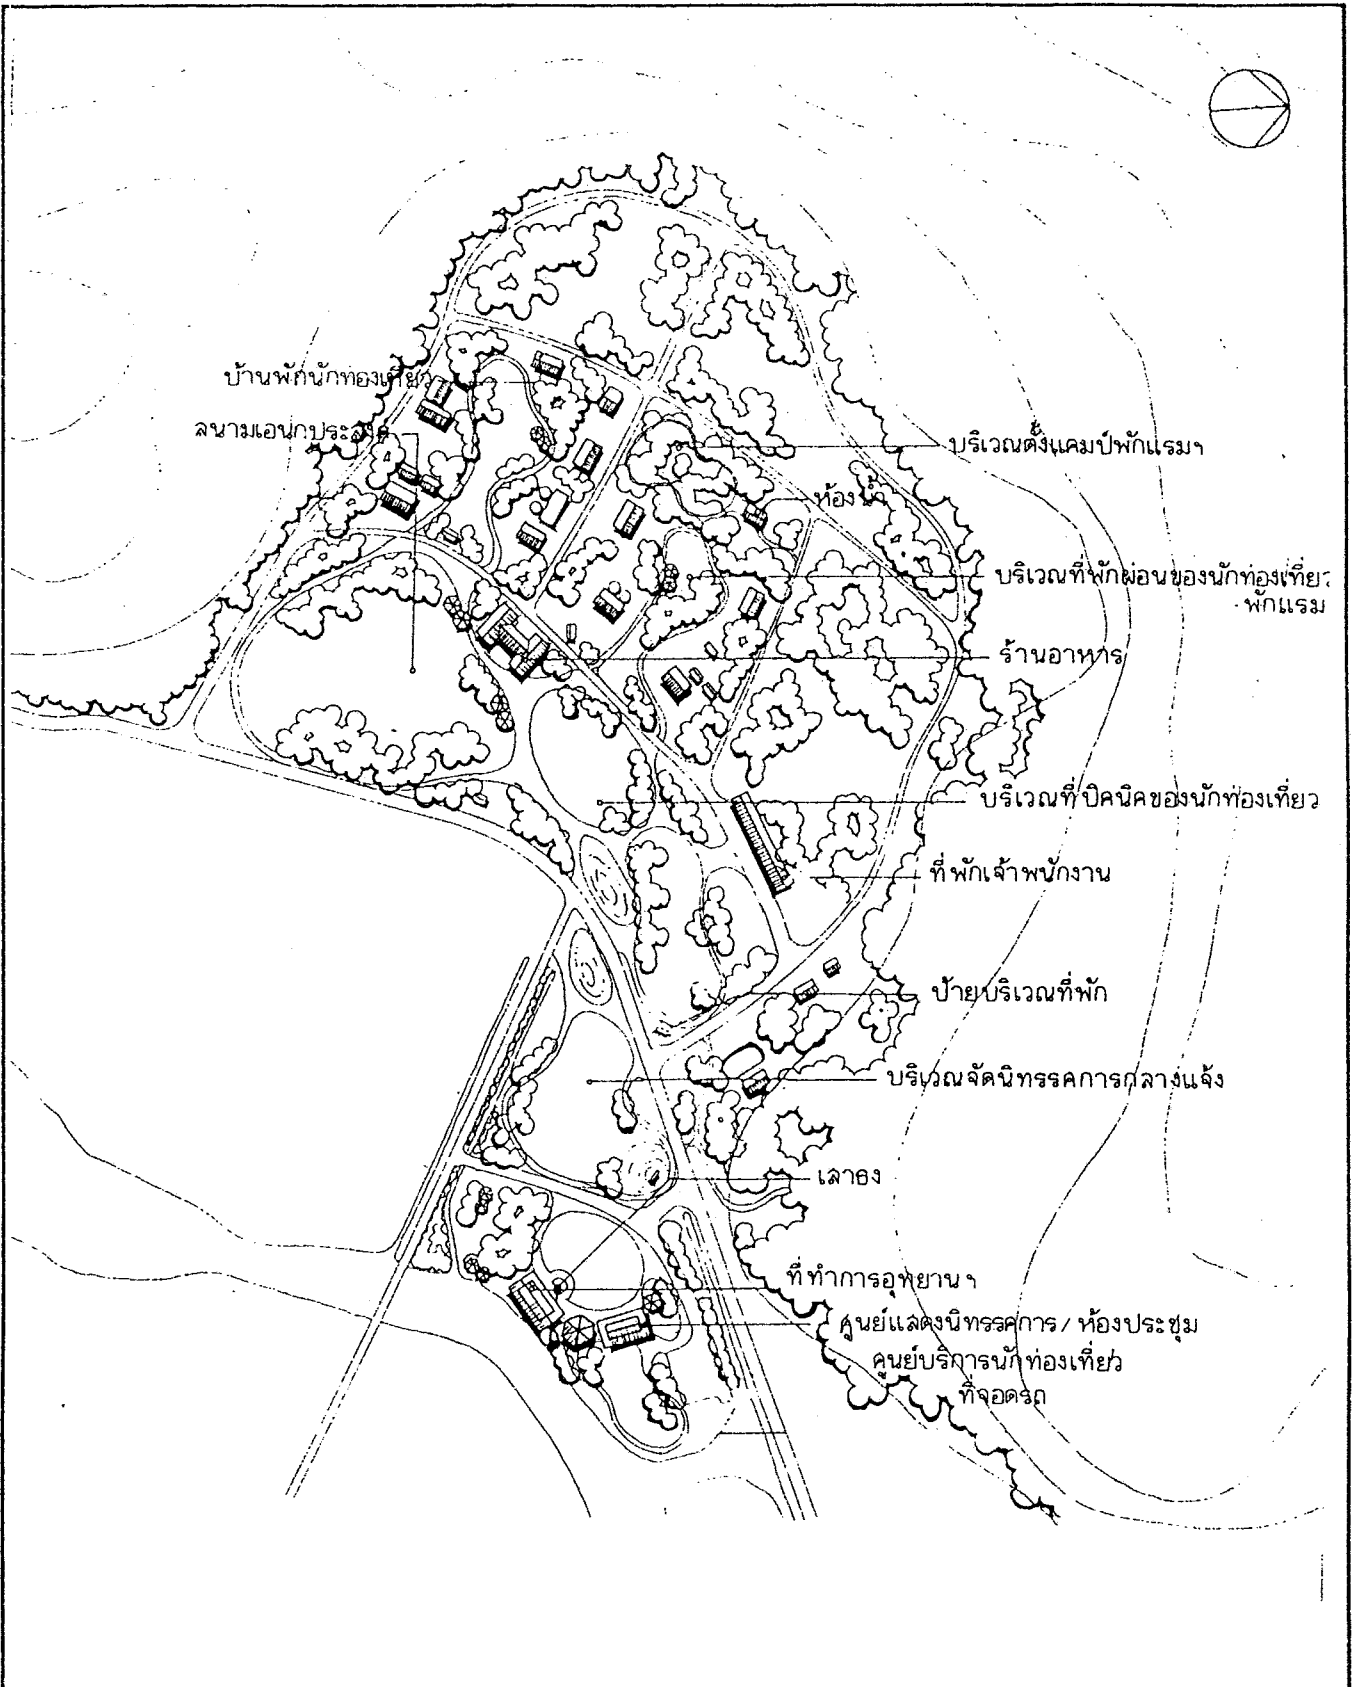 บ้านพักนักท่องเที่ยว
สนามเอนกประสงค์
บริเวณตั้งแคมป์พักแรมฯ
ห้องน้ำ
บริเวณที่พักผ่อนของนักท่องเที่ยว
พักแรม
ร้านอาหาร
บริเวณที่ปิคนิคของนักท่องเที่ยว
ที่พักเจ้าพนักงาน
ป้ายบริเวณที่พัก
บริเวณจัดนิทรรศการกลางแจ้ง
เสาธง
ที่ทำการอุทยานฯ
ศูนย์แสดงนิทรรศการ / ห้องประชุม
ศูนย์บริการนักท่องเที่ยว
ที่จอดรถ